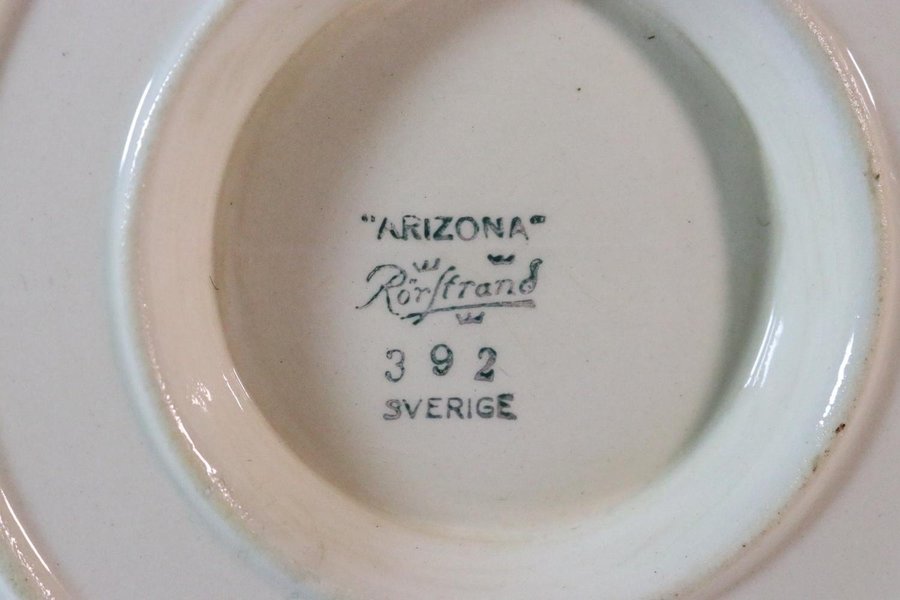 "ARIZONA"
Rörstrand
392
SVERIGE